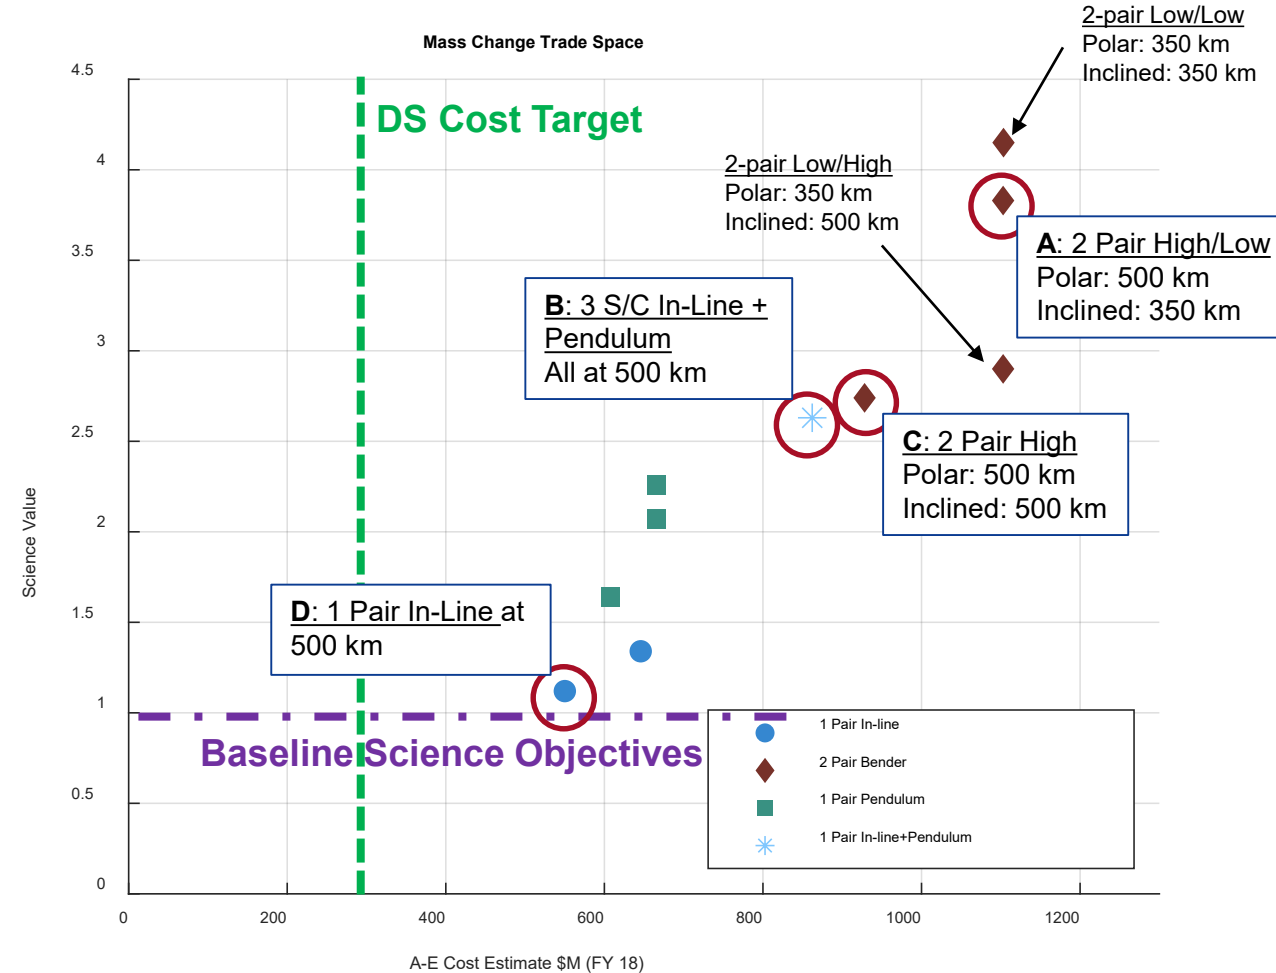 2-pair Low/Low
Polar: 350 km
Inclined: 350 km
Mass Change Trade Space
4.5
DS Cost Target
4
2-pair Low/High
Polar: 350 km
Inclined: 500 km
A: 2 Pair High/Low
Polar: 500 km
Inclined: 350 km
3.5
B: 3 S/C In-Line +
Pendulum
All at 500 km
3
2.5
C: 2 Pair High
Polar: 500 km
Inclined: 500 km
2
Science Value
1.5
D: 1 Pair In-Line at
500 km
1
Baseline Science Objectives
1 Pair In-line
2 Pair Bender
1 Pair Pendulum
1 Pair In-line+Pendulum
0.5
0
0 200 400 600 800 1000 1200
A-E Cost Estimate $M (FY 18)